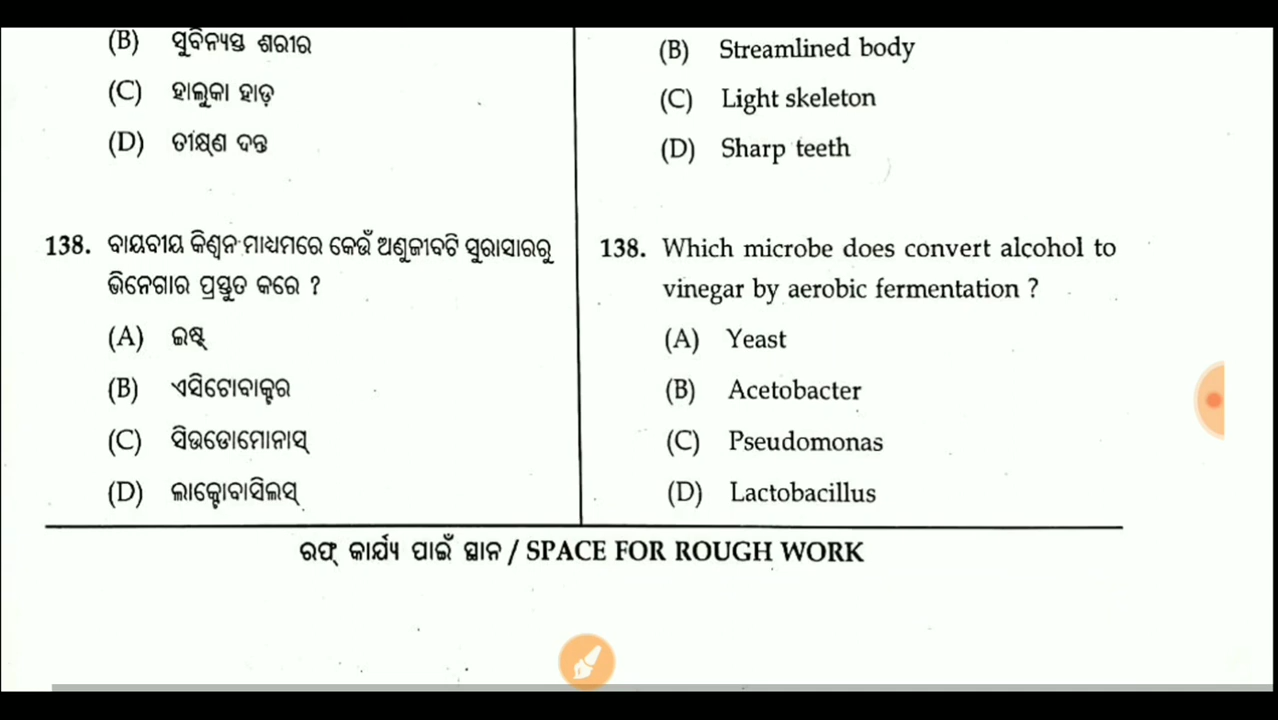 (B) ସୁବିନ୍ୟସ୍ତ ଶରୀର
(C) ହାଲୁକା ହାଡ଼
(D) ତୀକ୍ଷ୍ଣ ଦନ୍ତ
138. ବାୟବୀୟ କିଣ୍ୱନ ମାଧ୍ୟମରେ କେଉଁ ଅଣୁଜୀବଟି ସୁରାସାରରୁ
ଭିନେଗାର ପ୍ରସ୍ତୁତ କରେ ?
(A) ଇଷ୍ଟ୍
(B) ଏସିଟୋବାକ୍ଟର
(C) ସିଉଡୋମୋନାସ୍
(D) ଲାକ୍ଟୋବାସିଲସ୍
(B) Streamlined body
(C) Light skeleton
(D) Sharp teeth
138. Which microbe does convert alcohol to
vinegar by aerobic fermentation ?
(A) Yeast
(B) Acetobacter
(C) Pseudomonas
(D) Lactobacillus
ରଫ୍ କାର୍ଯ୍ୟ ପାଇଁ ସ୍ଥାନ / SPACE FOR ROUGH WORK